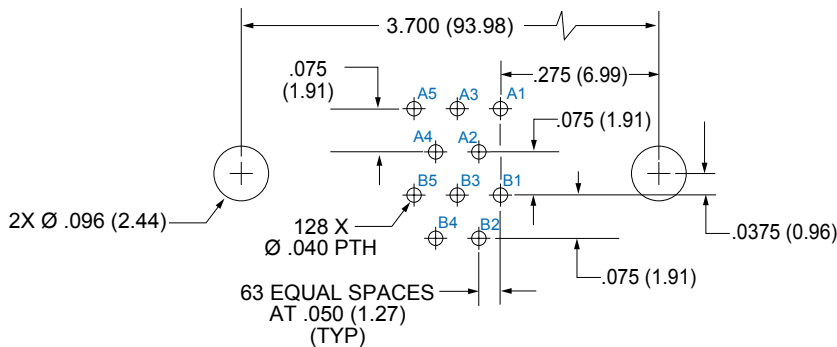 3.700 (93.98)
.075
(1.91)
.275 (6.99)
A5 A3 A1
A4 A2
.075 (1.91)
B5 B3 B1
2X Ø .096 (2.44)
128 X
Ø .040 PTH
B4 B2
.0375 (0.96)
.075 (1.91)
63 EQUAL SPACES
AT .050 (1.27)
(TYP)